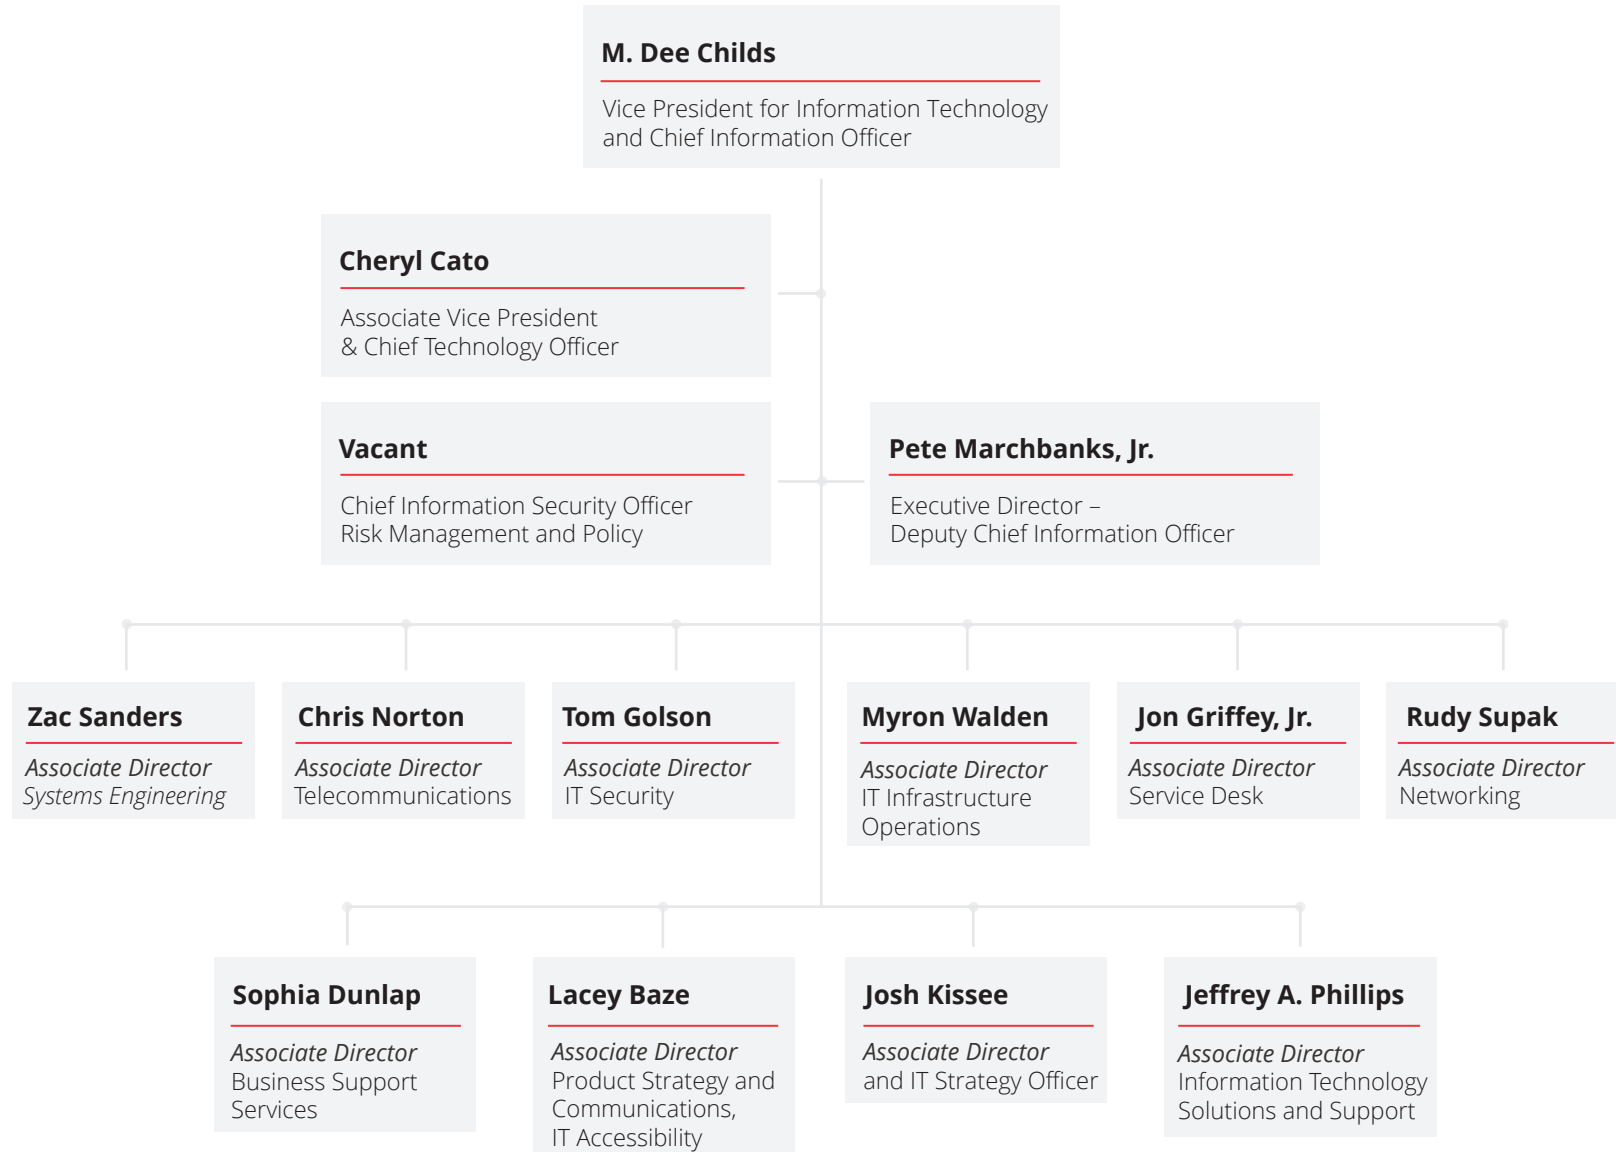 M. Dee Childs
Vice President for Information Technology
and Chief Information Officer
Cheryl Cato
Associate Vice President
& Chief Technology Officer
Vacant
Chief Information Security Officer
Risk Management and Policy
Pete Marchbanks, Jr.
Executive Director –
Deputy Chief Information Officer
Zac Sanders
Associate Director
Systems Engineering
Chris Norton
Associate Director
Telecommunications
Tom Golson
Associate Director
IT Security
Myron Walden
Associate Director
IT Infrastructure
Operations
Jon Griffey, Jr.
Associate Director
Service Desk
Rudy Supak
Associate Director
Networking
Sophia Dunlap
Associate Director
Business Support
Services
Lacey Baze
Associate Director
Product Strategy and
Communications,
IT Accessibility
Josh Kissee
Associate Director
and IT Strategy Officer
Jeffrey A. Phillips
Associate Director
Information Technology
Solutions and Support